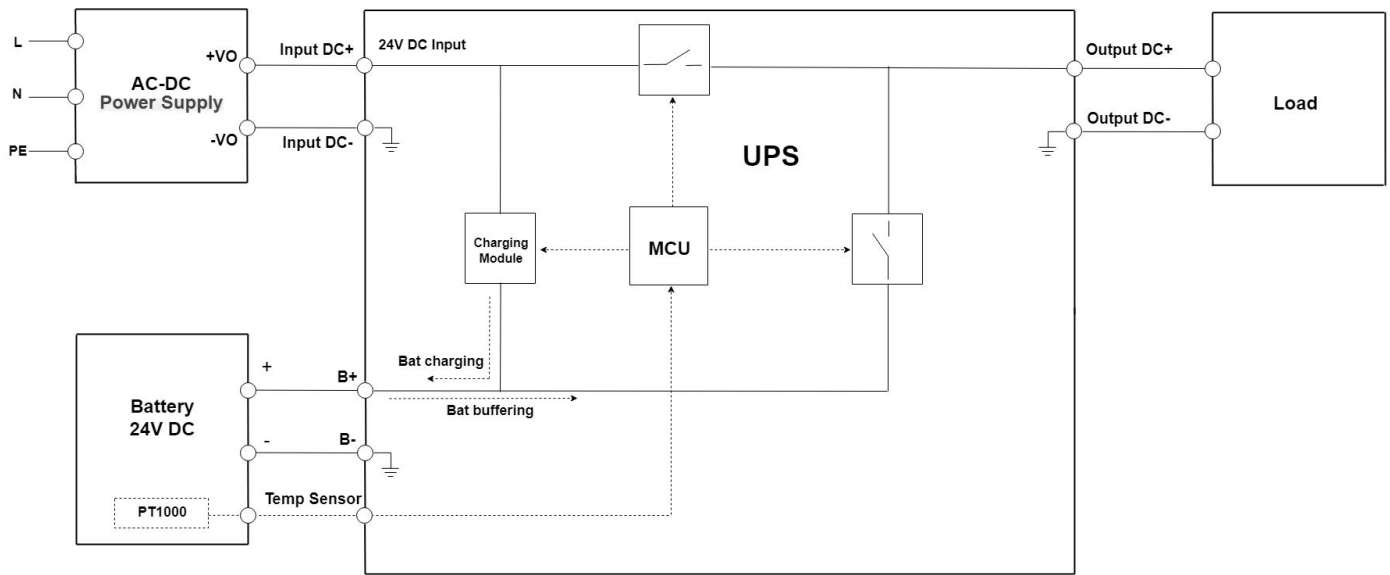 L
N
PE
AC-DC
Power Supply
+VO
-VO
Input DC+
Input DC-
24V DC Input
UPS
Output DC+
Output DC-
Load
Charging
Module
MCU
Bat charging
Bat buffering
Battery
24V DC
+
-
B+
B-
PT1000
Temp Sensor